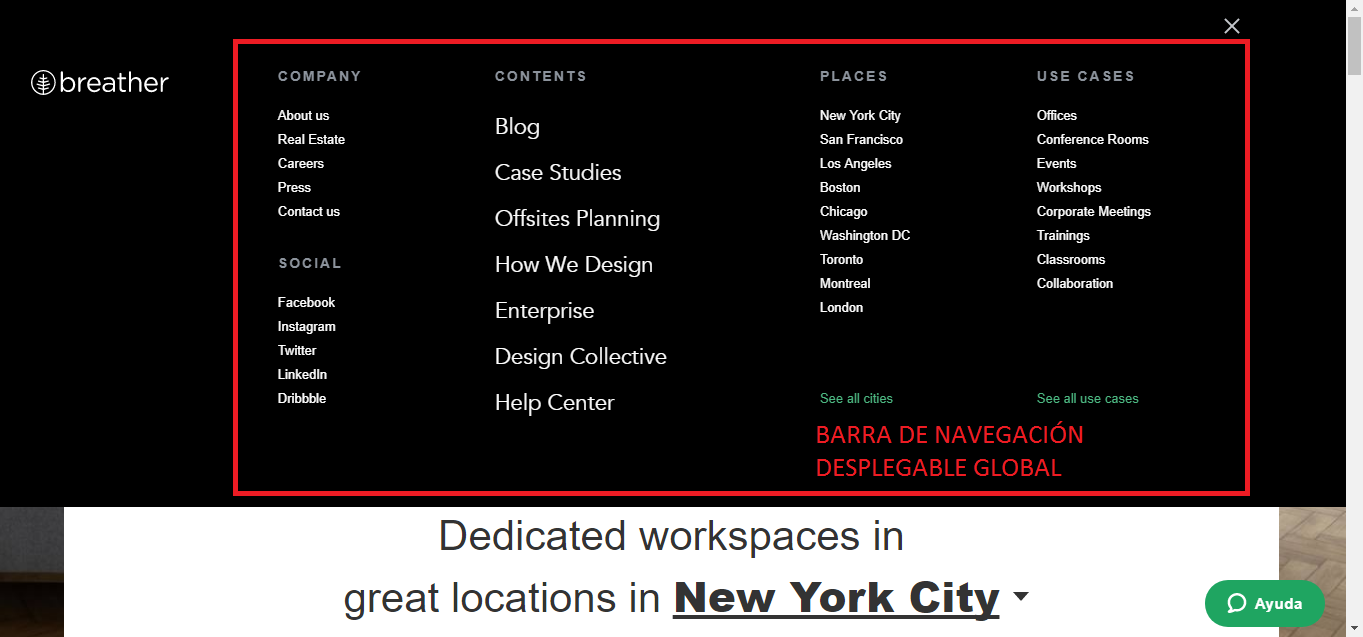 breather
COMPANY
About us
Real Estate
Careers
Press
Contact us
SOCIAL
Facebook
Instagram
Twitter
LinkedIn
Dribbble
CONTENTS
Blog
Case Studies
Offsites Planning
How We Design
Enterprise
Design Collective
Help Center
PLACES
New York City
San Francisco
Los Angeles
Boston
Chicago
Washington DC
Toronto
Montreal
London
See all cities
USE CASES
Offices
Conference Rooms
Events
Workshops
Corporate Meetings
Trainings
Classrooms
Collaboration
See all use cases
BARRA DE NAVEGACIÓN
DESPLEGABLE GLOBAL
Dedicated workspaces in
great locations in New York City
Ayuda